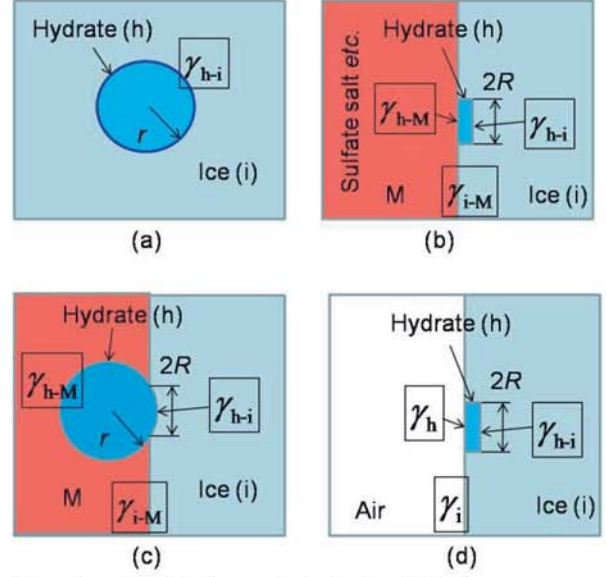 Hydrate (h)
γh-i
r
Ice (i)
(a)
Sulfate salt etc.
Hydrate (h)
2R
γh-M
γh-i
M
γi-M
Ice (i)
(b)
Hydrate (h)
γh-M
2R
γh-i
r
M
γi-M
Ice (i)
(c)
Hydrate (h)
2R
γh
γh-i
Air
γi
Ice (i)
(d)